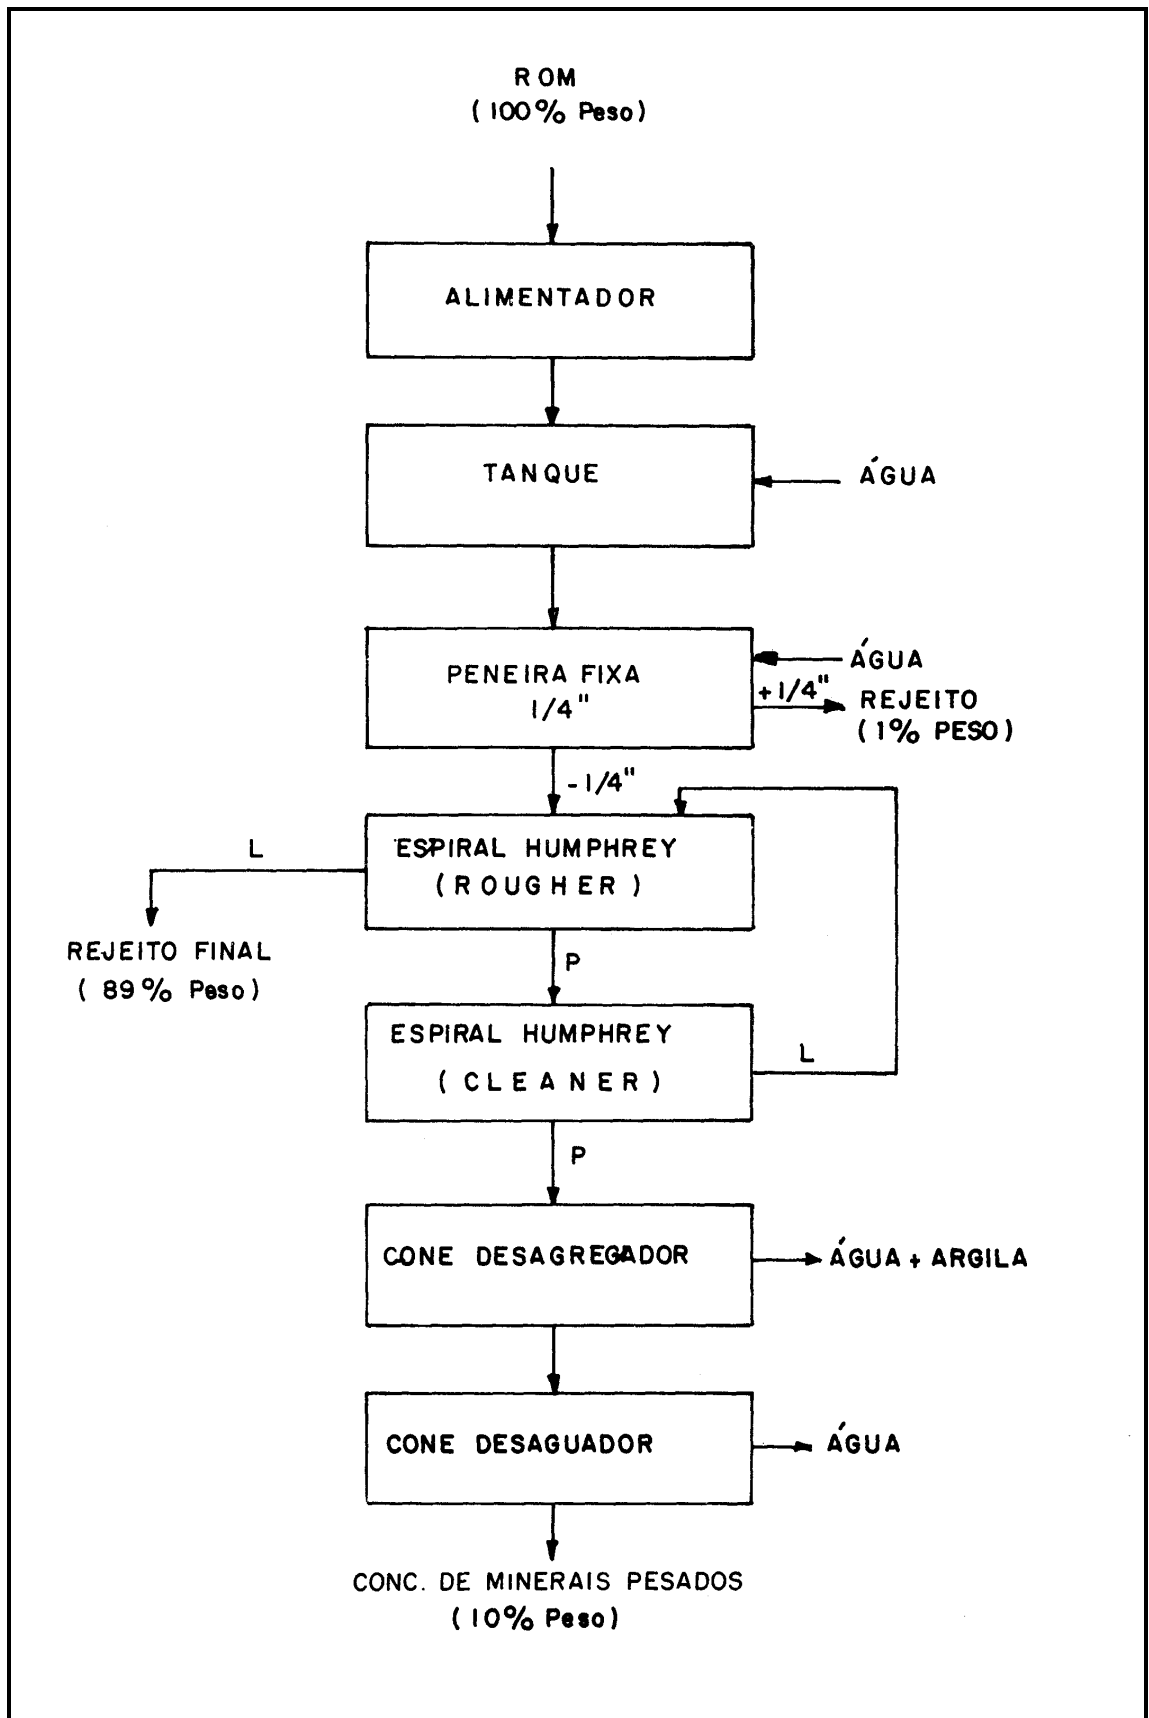 ROM
(100% Peso)
ALIMENTADOR
TANQUE
ÁGUA
PENEIRA FIXA
1/4"
ÁGUA
+1/4"
REJEITO
(1% PESO)
-1/4"
ESPIRAL HUMPHREY
(ROUGHER)
L
REJEITO FINAL
(89% Peso)
P
ESPIRAL HUMPHREY
(CLEANER)
L
P
CONE DESAGREGADOR
ÁGUA + ARGILA
CONE DESAGUADOR
ÁGUA
CONC. DE MINERAIS PESADOS
(10% Peso)